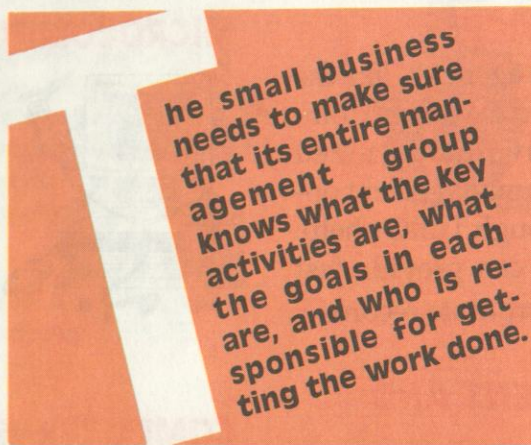 The small business
needs to make sure
that its entire man-
agement group
knows what the key
activities are, what
the goals in each
are, and who is re-
sponsible for get-
ting the work done.